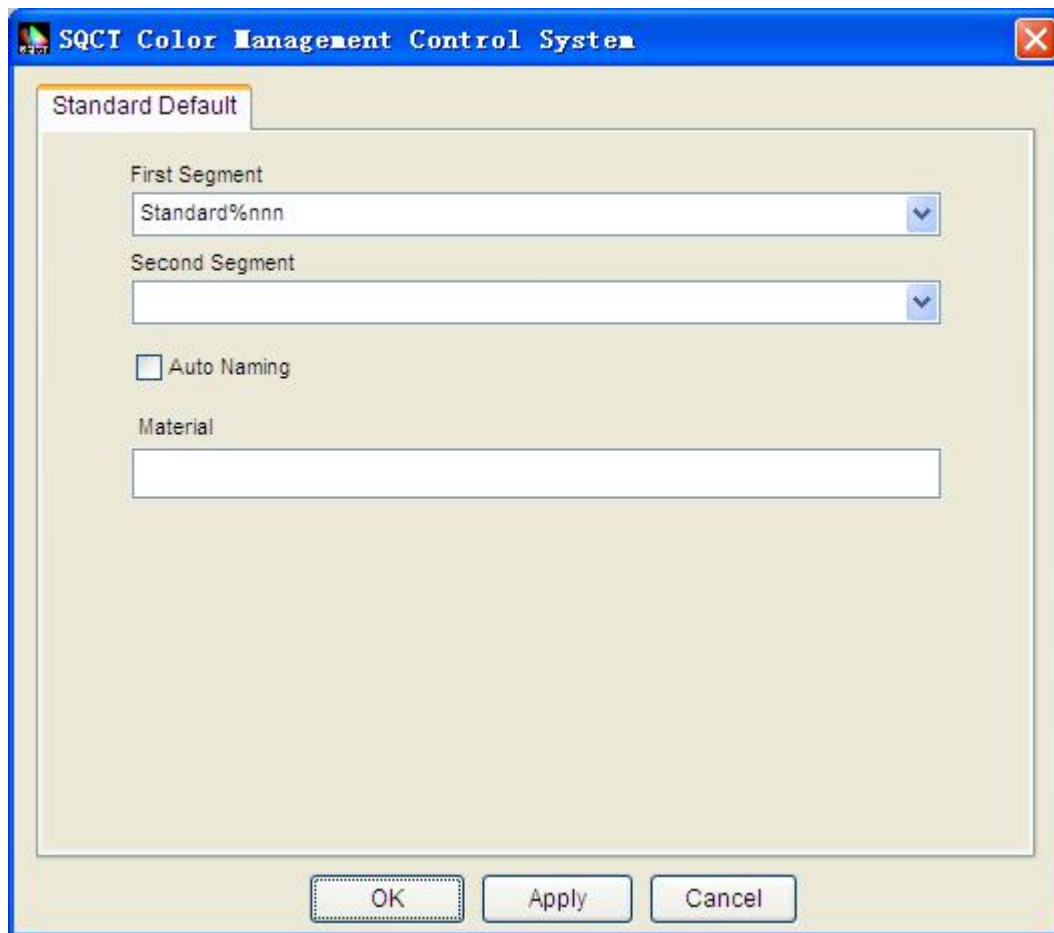 SQCT Color Management Control System
Standard Default
First Segment
Standard%nnn
Second Segment
Auto Naming
Material
OK Apply Cancel